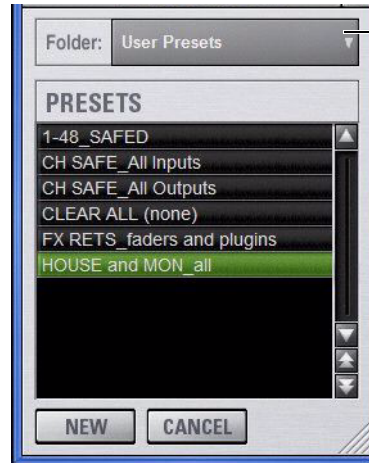 Folder: User Presets
PRESETS
1-48_SAFED
CH SAFE_All Inputs
CH SAFE_All Outputs
CLEAR ALL (none)
FX RETS_faders and plugins
HOUSE and MON_all
NEW CANCEL